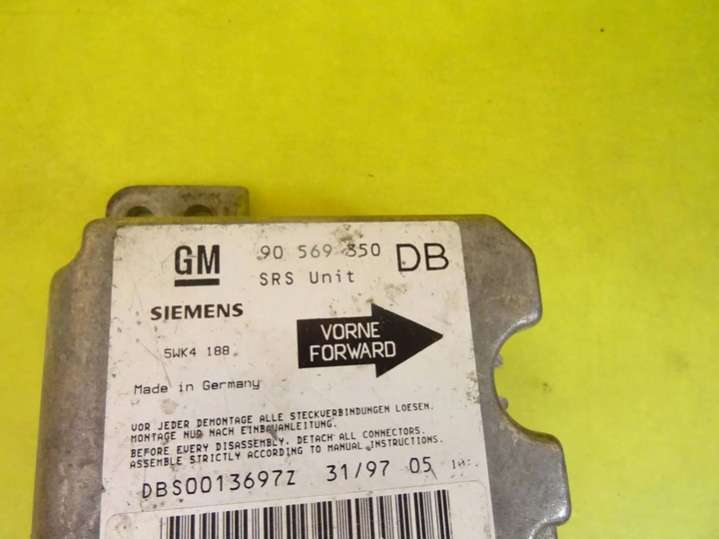 GM 90 569 350 DB
SRS Unit
SIEMENS
VORNE
FORWARD
5WK4 188
Made in Germany
VOR JEDER DEMONTAGE ALLE STECKVERBINDUNGEN LOESEN.
MONTAGE NUR NACH EINBAUANLEITUNG.
BEFORE EVERY DISASSEMBLY, DETACH ALL CONNECTORS.
ASSEMBLE STRICTLY ACCORDING TO MANUAL INSTRUCTIONS.
DBS0013697Z 31/97 05